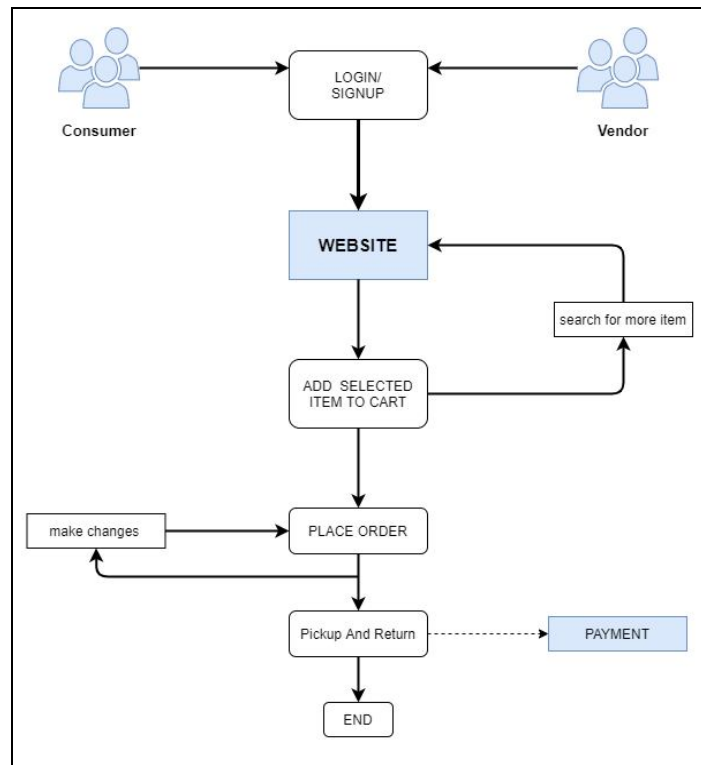 LOGIN/
SIGNUP
Consumer
Vendor
WEBSITE
search for more item
ADD SELECTED
ITEM TO CART
make changes
PLACE ORDER
Pickup And Return
PAYMENT
END